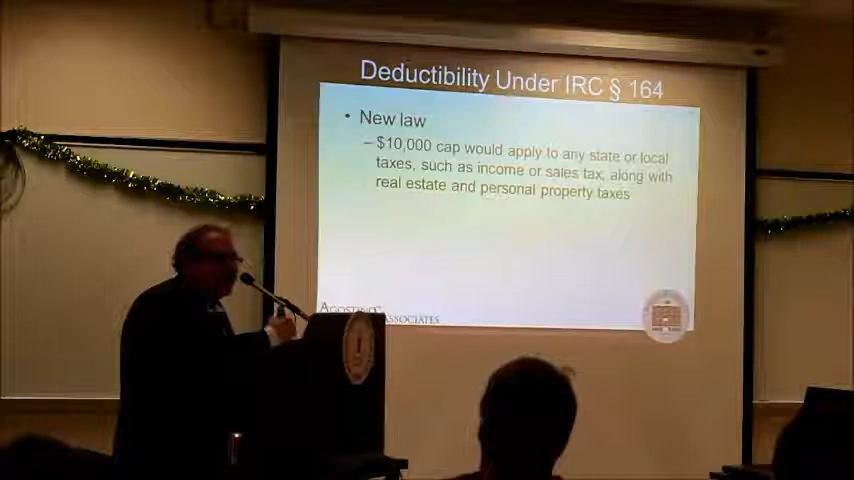 Deductibility Under IRC § 164
• New law
– $10,000 cap would apply to any state or local
taxes, such as income or sales tax, along with
real estate and personal property taxes
ASSOCIATES